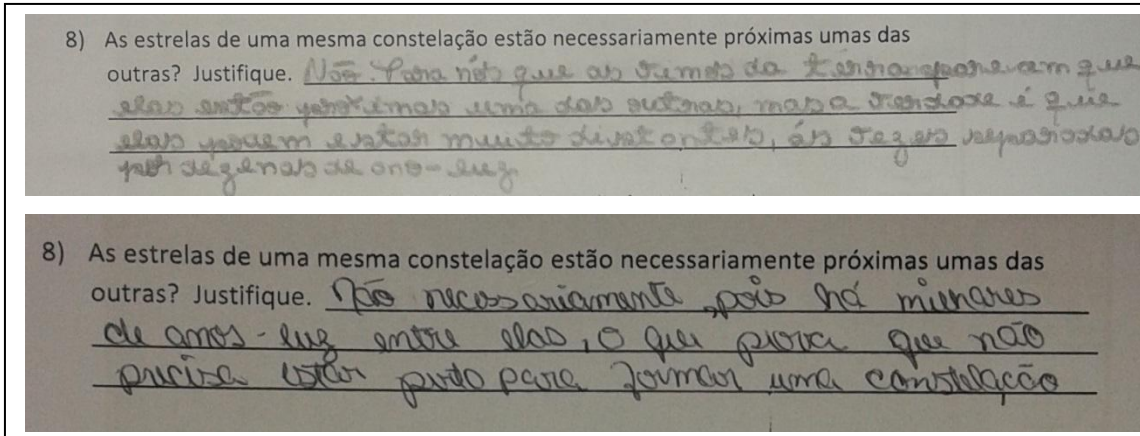 8) As estrelas de uma mesma constelação estão necessariamente próximas umas das
outras? Justifique. Não. Para nós que as vemos da terra aparecem que
elas estão próximas uma das outras, mas a verdade é que
elas podem estar muito distantes, ás vezes separadas
por dezenas de ano-luz.
8) As estrelas de uma mesma constelação estão necessariamente próximas umas das
outras? Justifique. Não necessariamente, pois há milhares
de anos-luz entre elas, o que prova que não
precisa estar perto para formar uma constelação